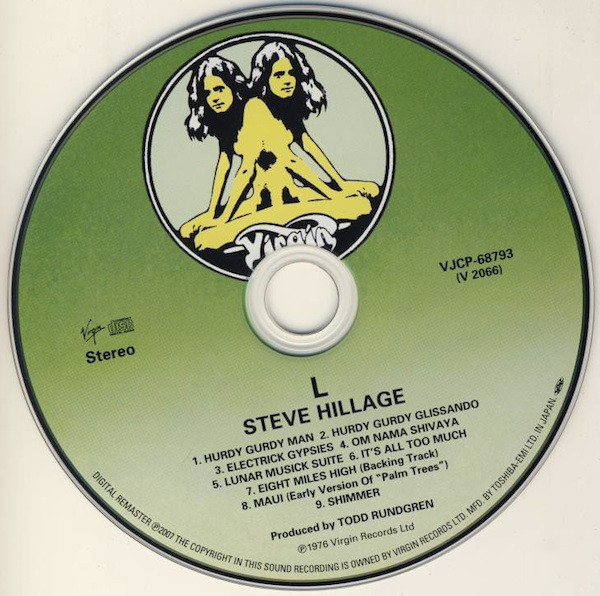 Virgin
VJCP-68793
(V 2066)
Virgin
Stereo
L
STEVE HILLAGE
1. HURDY GURDY MAN 2. HURDY GURDY GLISSANDO
3. ELECTRICK GYPSIES 4. OM NAMA SHIVAYA
5. LUNAR MUSICK SUITE 6. IT'S ALL TOO MUCH
7. EIGHT MILES HIGH (Backing Track)
8. MAUI (Early Version Of "Palm Trees")
9. SHIMMER
Produced by TODD RUNDGREN
℗1976 Virgin Records Ltd
DIGITAL REMASTER ℗2007 THE COPYRIGHT IN THIS SOUND RECORDING IS OWNED BY VIRGIN RECORDS LTD. MFD. BY TOSHIBA-EMI LTD. IN JAPAN.